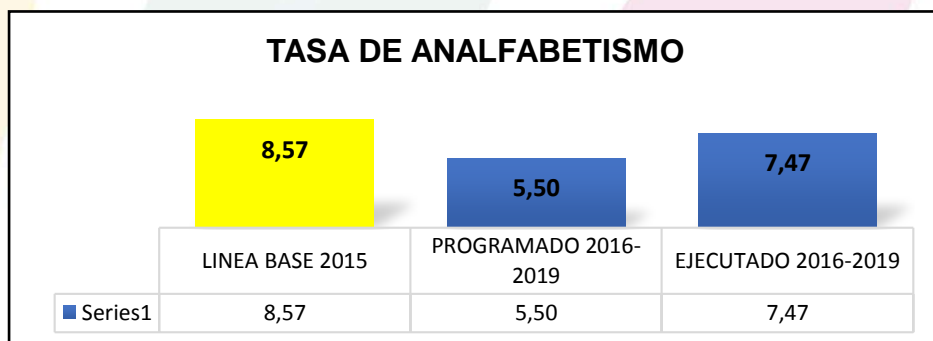 TASA DE ANALFABETISMO
8,57
5,50
7,47
LINEA BASE 2015
PROGRAMADO 2016-
2019
EJECUTADO 2016-2019
Series1
8,57
5,50
7,47